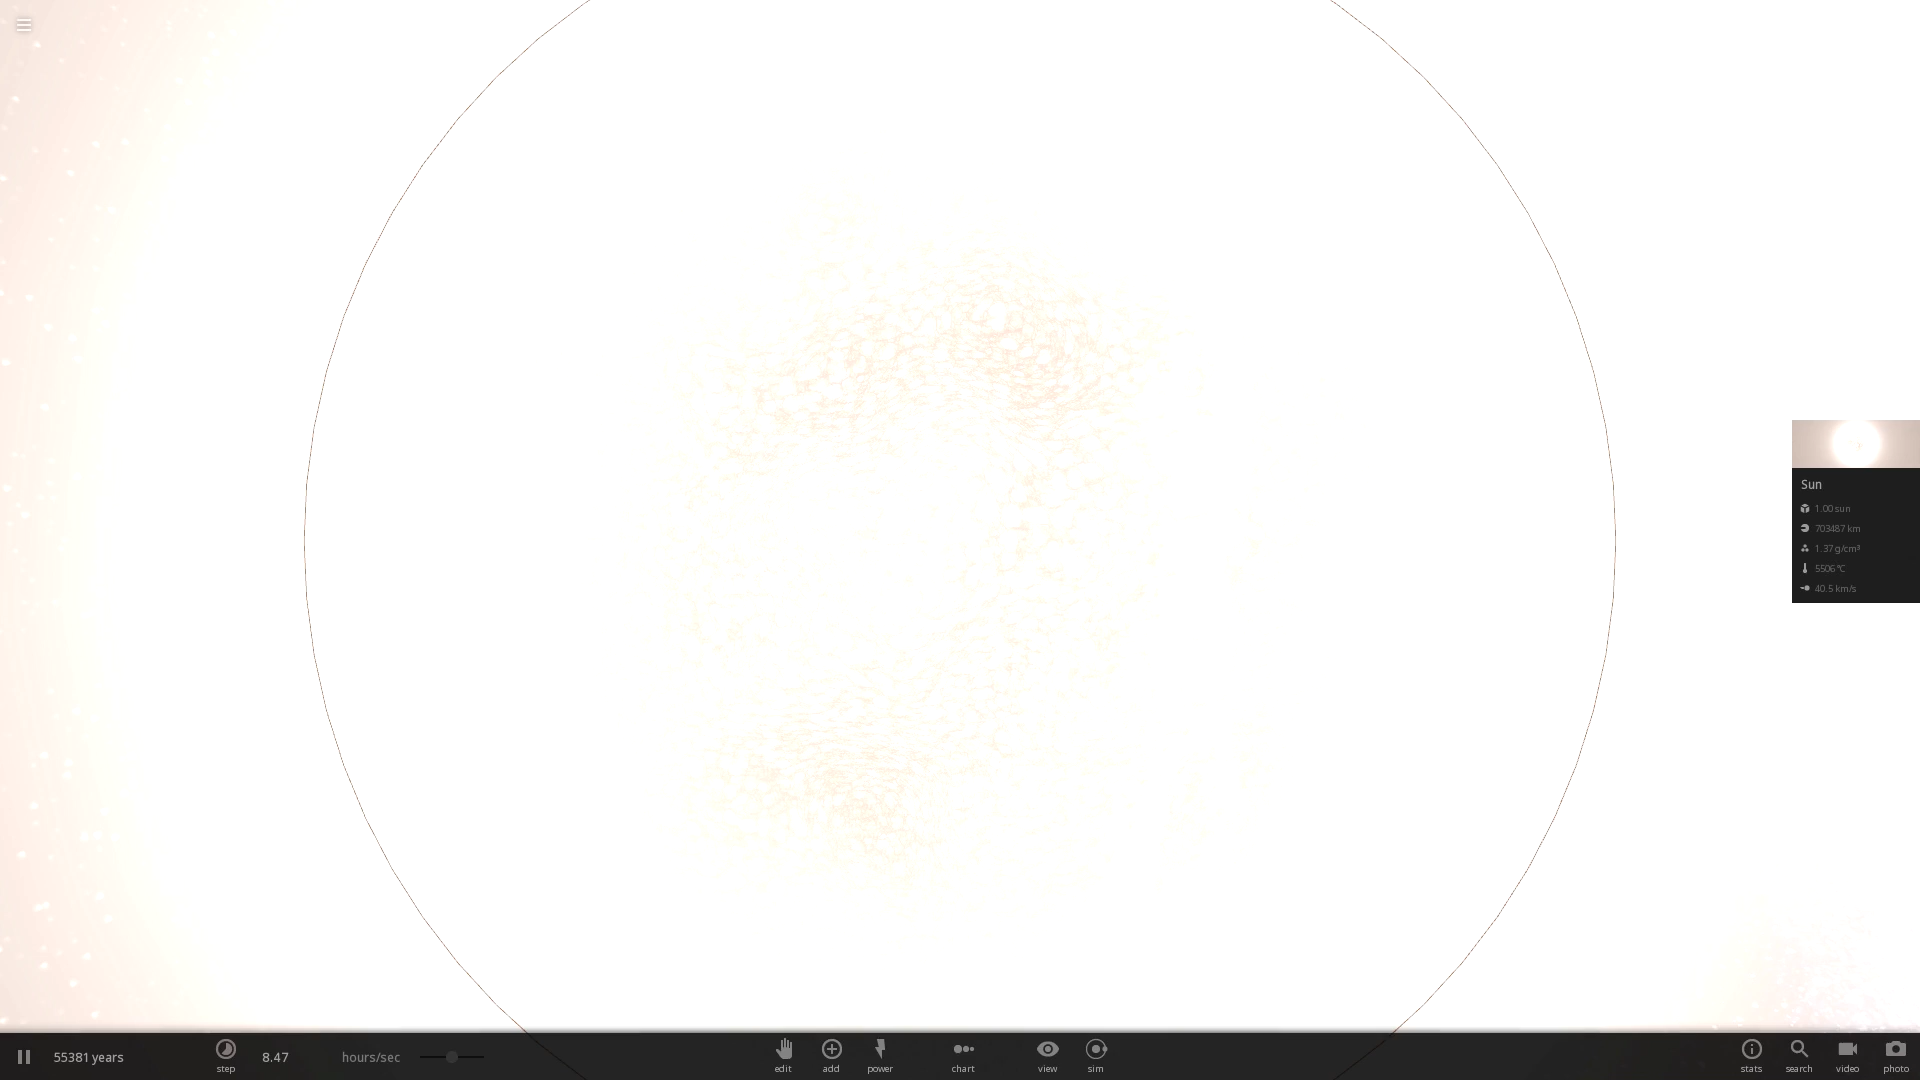 Sun
1.00 sun
703487 km
1.37 g/cm³
5506 °C
40.5 km/s
55381 years
step
8.47
hours/sec
edit
add
power
chart
view
sim
stats
search
video
photo